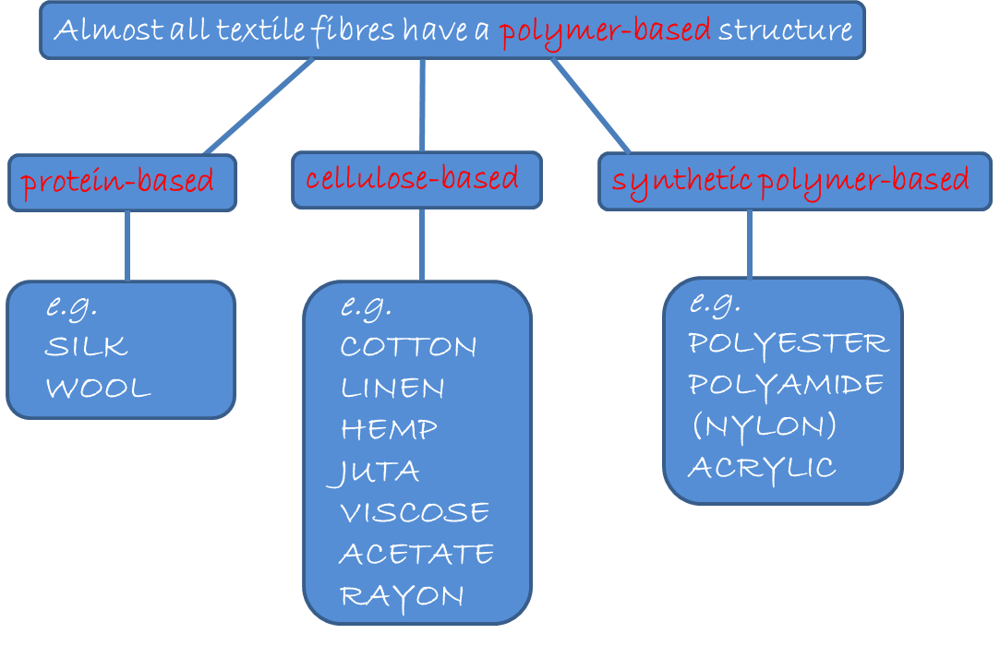 Almost all textile fibres have a polymer-based structure
protein-based
cellulose-based
synthetic polymer-based
e.g.
SILK
WOOL
e.g.
COTTON
LINEN
HEMP
JUTA
VISCOSE
ACETATE
RAYON
e.g.
POLYESTER
POLYAMIDE
(NYLON)
ACRYLIC